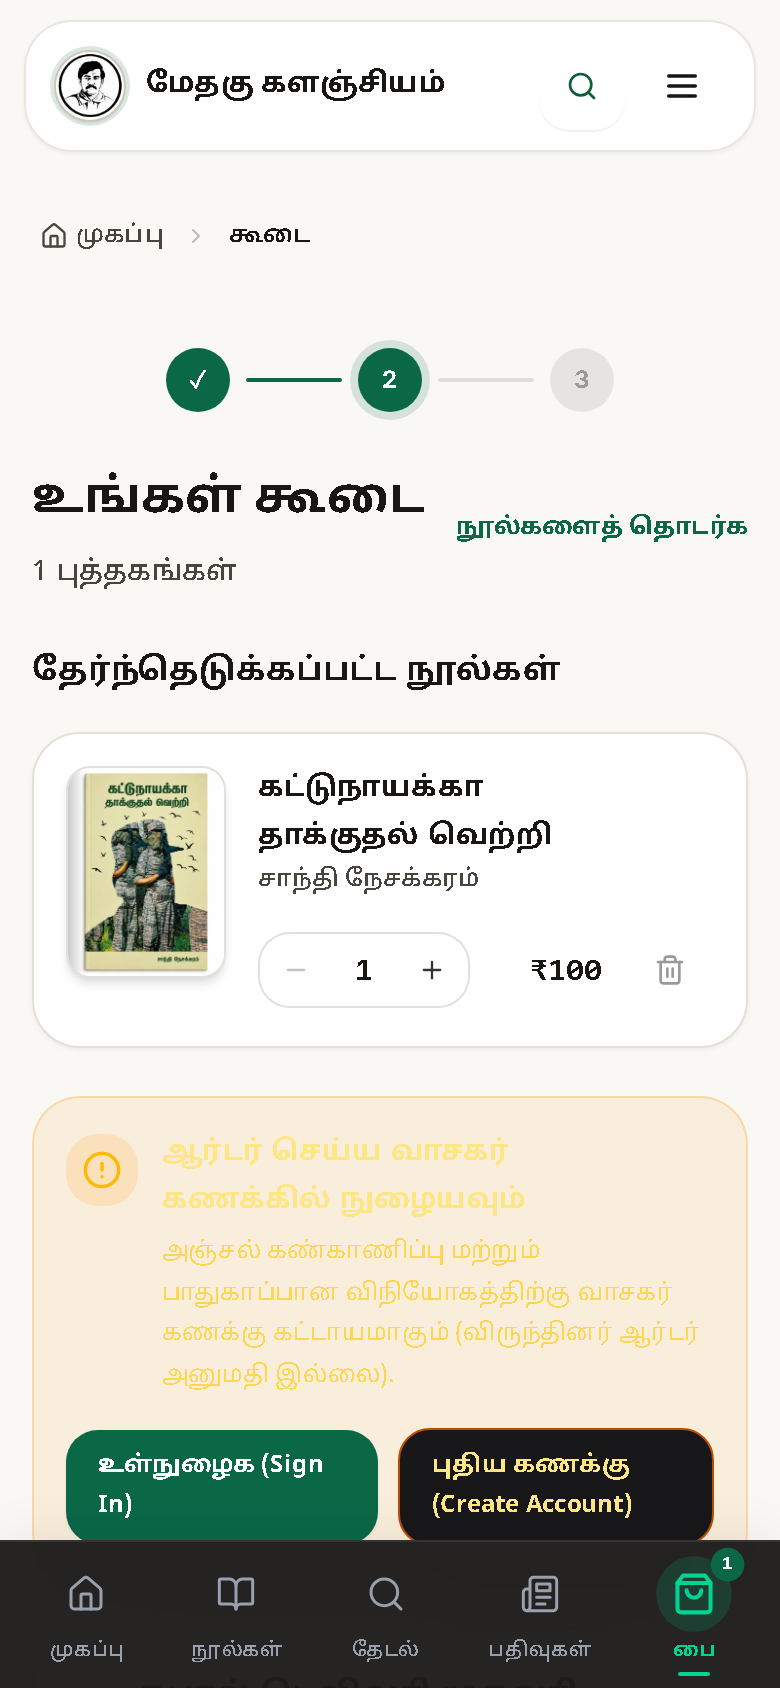 மேதகு களஞ்சியம்
முகப்பு > கூடை
✓ 2 3
உங்கள் கூடை
நூல்களைத் தொடர்க
1 புத்தகங்கள்
தேர்ந்தெடுக்கப்பட்ட நூல்கள்
கட்டுநாயக்கா
தாக்குதல் வெற்றி
சாந்தி நேசக்கரம்
கட்டுநாயக்கா
தாக்குதல் வெற்றி
சாந்தி நேசக்கரம்
− 1 + ₹100
ஆர்டர் செய்ய வாசகர்
கணக்கில் நுழையவும்
அஞ்சல் கண்காணிப்பு மற்றும்
பாதுகாப்பான விநியோகத்திற்கு வாசகர்
கணக்கு கட்டாயமாகும் (விருந்தினர் ஆர்டர்
அனுமதி இல்லை).
உள்நுழைக (Sign
In)
புதிய கணக்கு
(Create Account)
1
முகப்பு நூல்கள் தேடல் பதிவுகள் பை